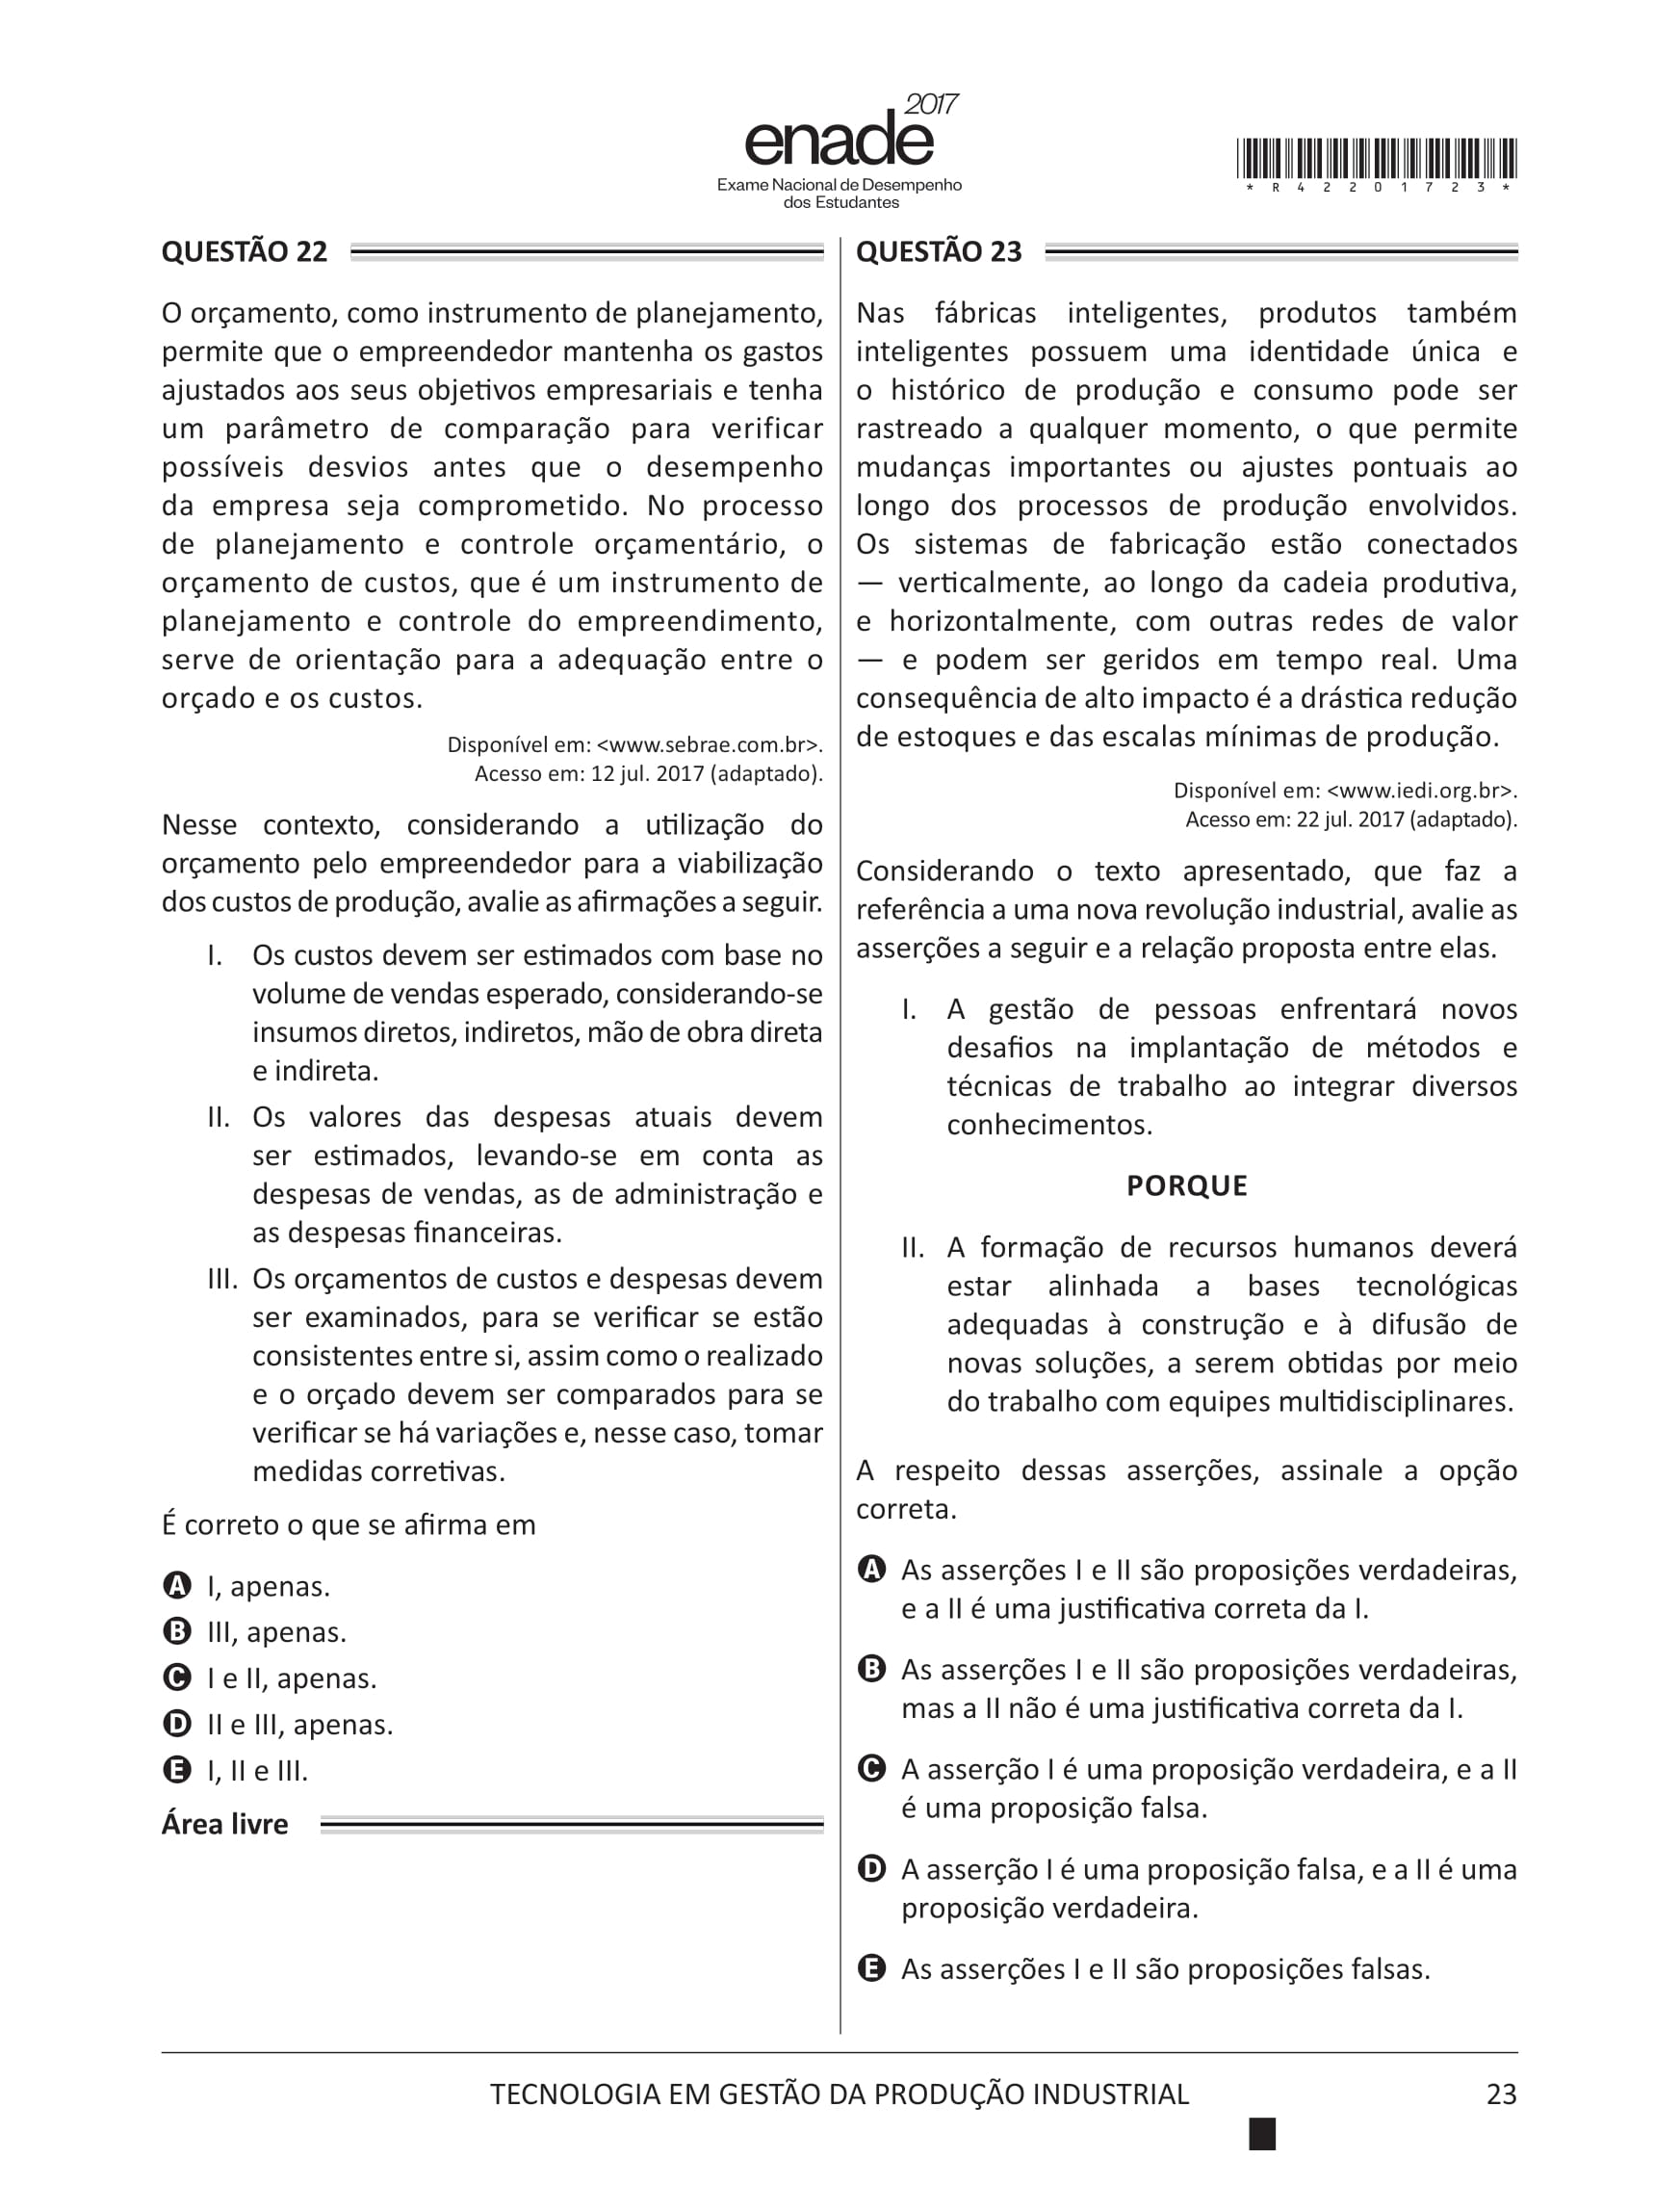 2017
enade
Exame Nacional de Desempenho
dos Estudantes
* R 4 2 2 0 1 7 2 3 *
QUESTÃO 22
O orçamento, como instrumento de planejamento,
permite que o empreendedor mantenha os gastos
ajustados aos seus objetivos empresariais e tenha
um parâmetro de comparação para verificar
possíveis desvios antes que o desempenho
da empresa seja comprometido. No processo
de planejamento e controle orçamentário, o
orçamento de custos, que é um instrumento de
planejamento e controle do empreendimento,
serve de orientação para a adequação entre o
orçado e os custos.
Disponível em: <www.sebrae.com.br>.
Acesso em: 12 jul. 2017 (adaptado).
Nesse contexto, considerando a utilização do
orçamento pelo empreendedor para a viabilização
dos custos de produção, avalie as afirmações a seguir.
I. Os custos devem ser estimados com base no
volume de vendas esperado, considerando-se
insumos diretos, indiretos, mão de obra direta
e indireta.
II. Os valores das despesas atuais devem
ser estimados, levando-se em conta as
despesas de vendas, as de administração e
as despesas financeiras.
III. Os orçamentos de custos e despesas devem
ser examinados, para se verificar se estão
consistentes entre si, assim como o realizado
e o orçado devem ser comparados para se
verificar se há variações e, nesse caso, tomar
medidas corretivas.
É correto o que se afirma em
A I, apenas.
B III, apenas.
C I e II, apenas.
D II e III, apenas.
E I, II e III.
Área livre
QUESTÃO 23
Nas fábricas inteligentes, produtos também
inteligentes possuem uma identidade única e
o histórico de produção e consumo pode ser
rastreado a qualquer momento, o que permite
mudanças importantes ou ajustes pontuais ao
longo dos processos de produção envolvidos.
Os sistemas de fabricação estão conectados
— verticalmente, ao longo da cadeia produtiva,
e horizontalmente, com outras redes de valor
— e podem ser geridos em tempo real. Uma
consequência de alto impacto é a drástica redução
de estoques e das escalas mínimas de produção.
Disponível em: <www.iedi.org.br>.
Acesso em: 22 jul. 2017 (adaptado).
Considerando o texto apresentado, que faz a
referência a uma nova revolução industrial, avalie as
asserções a seguir e a relação proposta entre elas.
I. A gestão de pessoas enfrentará novos
desafios na implantação de métodos e
técnicas de trabalho ao integrar diversos
conhecimentos.
PORQUE
II. A formação de recursos humanos deverá
estar alinhada a bases tecnológicas
adequadas à construção e à difusão de
novas soluções, a serem obtidas por meio
do trabalho com equipes multidisciplinares.
A respeito dessas asserções, assinale a opção
correta.
A As asserções I e II são proposições verdadeiras,
e a II é uma justificativa correta da I.
B As asserções I e II são proposições verdadeiras,
mas a II não é uma justificativa correta da I.
C A asserção I é uma proposição verdadeira, e a II
é uma proposição falsa.
D A asserção I é uma proposição falsa, e a II é uma
proposição verdadeira.
E As asserções I e II são proposições falsas.
TECNOLOGIA EM GESTÃO DA PRODUÇÃO INDUSTRIAL
23